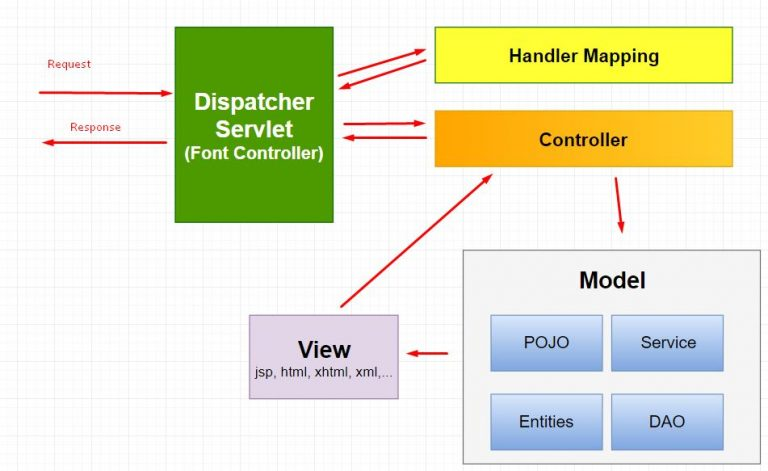 Request
Response
Dispatcher
Servlet
(Font Controller)
Handler Mapping
Controller
Model
POJO
Service
Entities
DAO
View
jsp, html, xhtml, xml,...